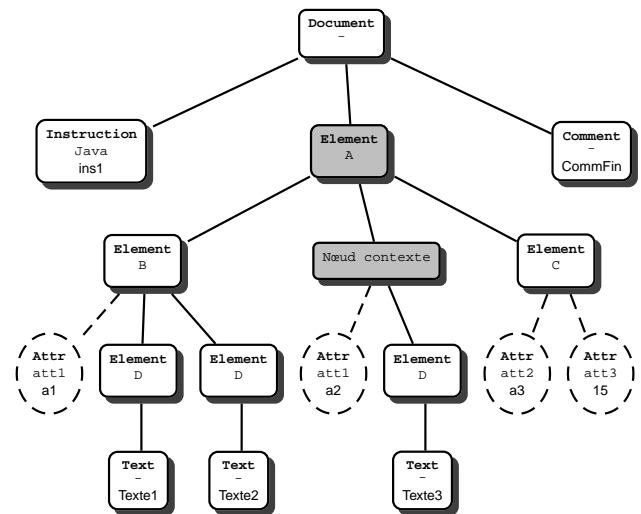 Document
-
Instruction
Java
ins1
Element
A
Comment
-
CommFin
Element
B
Nœud contexte
Element
C
Attr
att1
a1
Element
D
Element
D
Attr
att1
a2
Element
D
Attr
att2
a3
Attr
att3
15
Text
-
Texte1
Text
-
Texte2
Text
-
Texte3